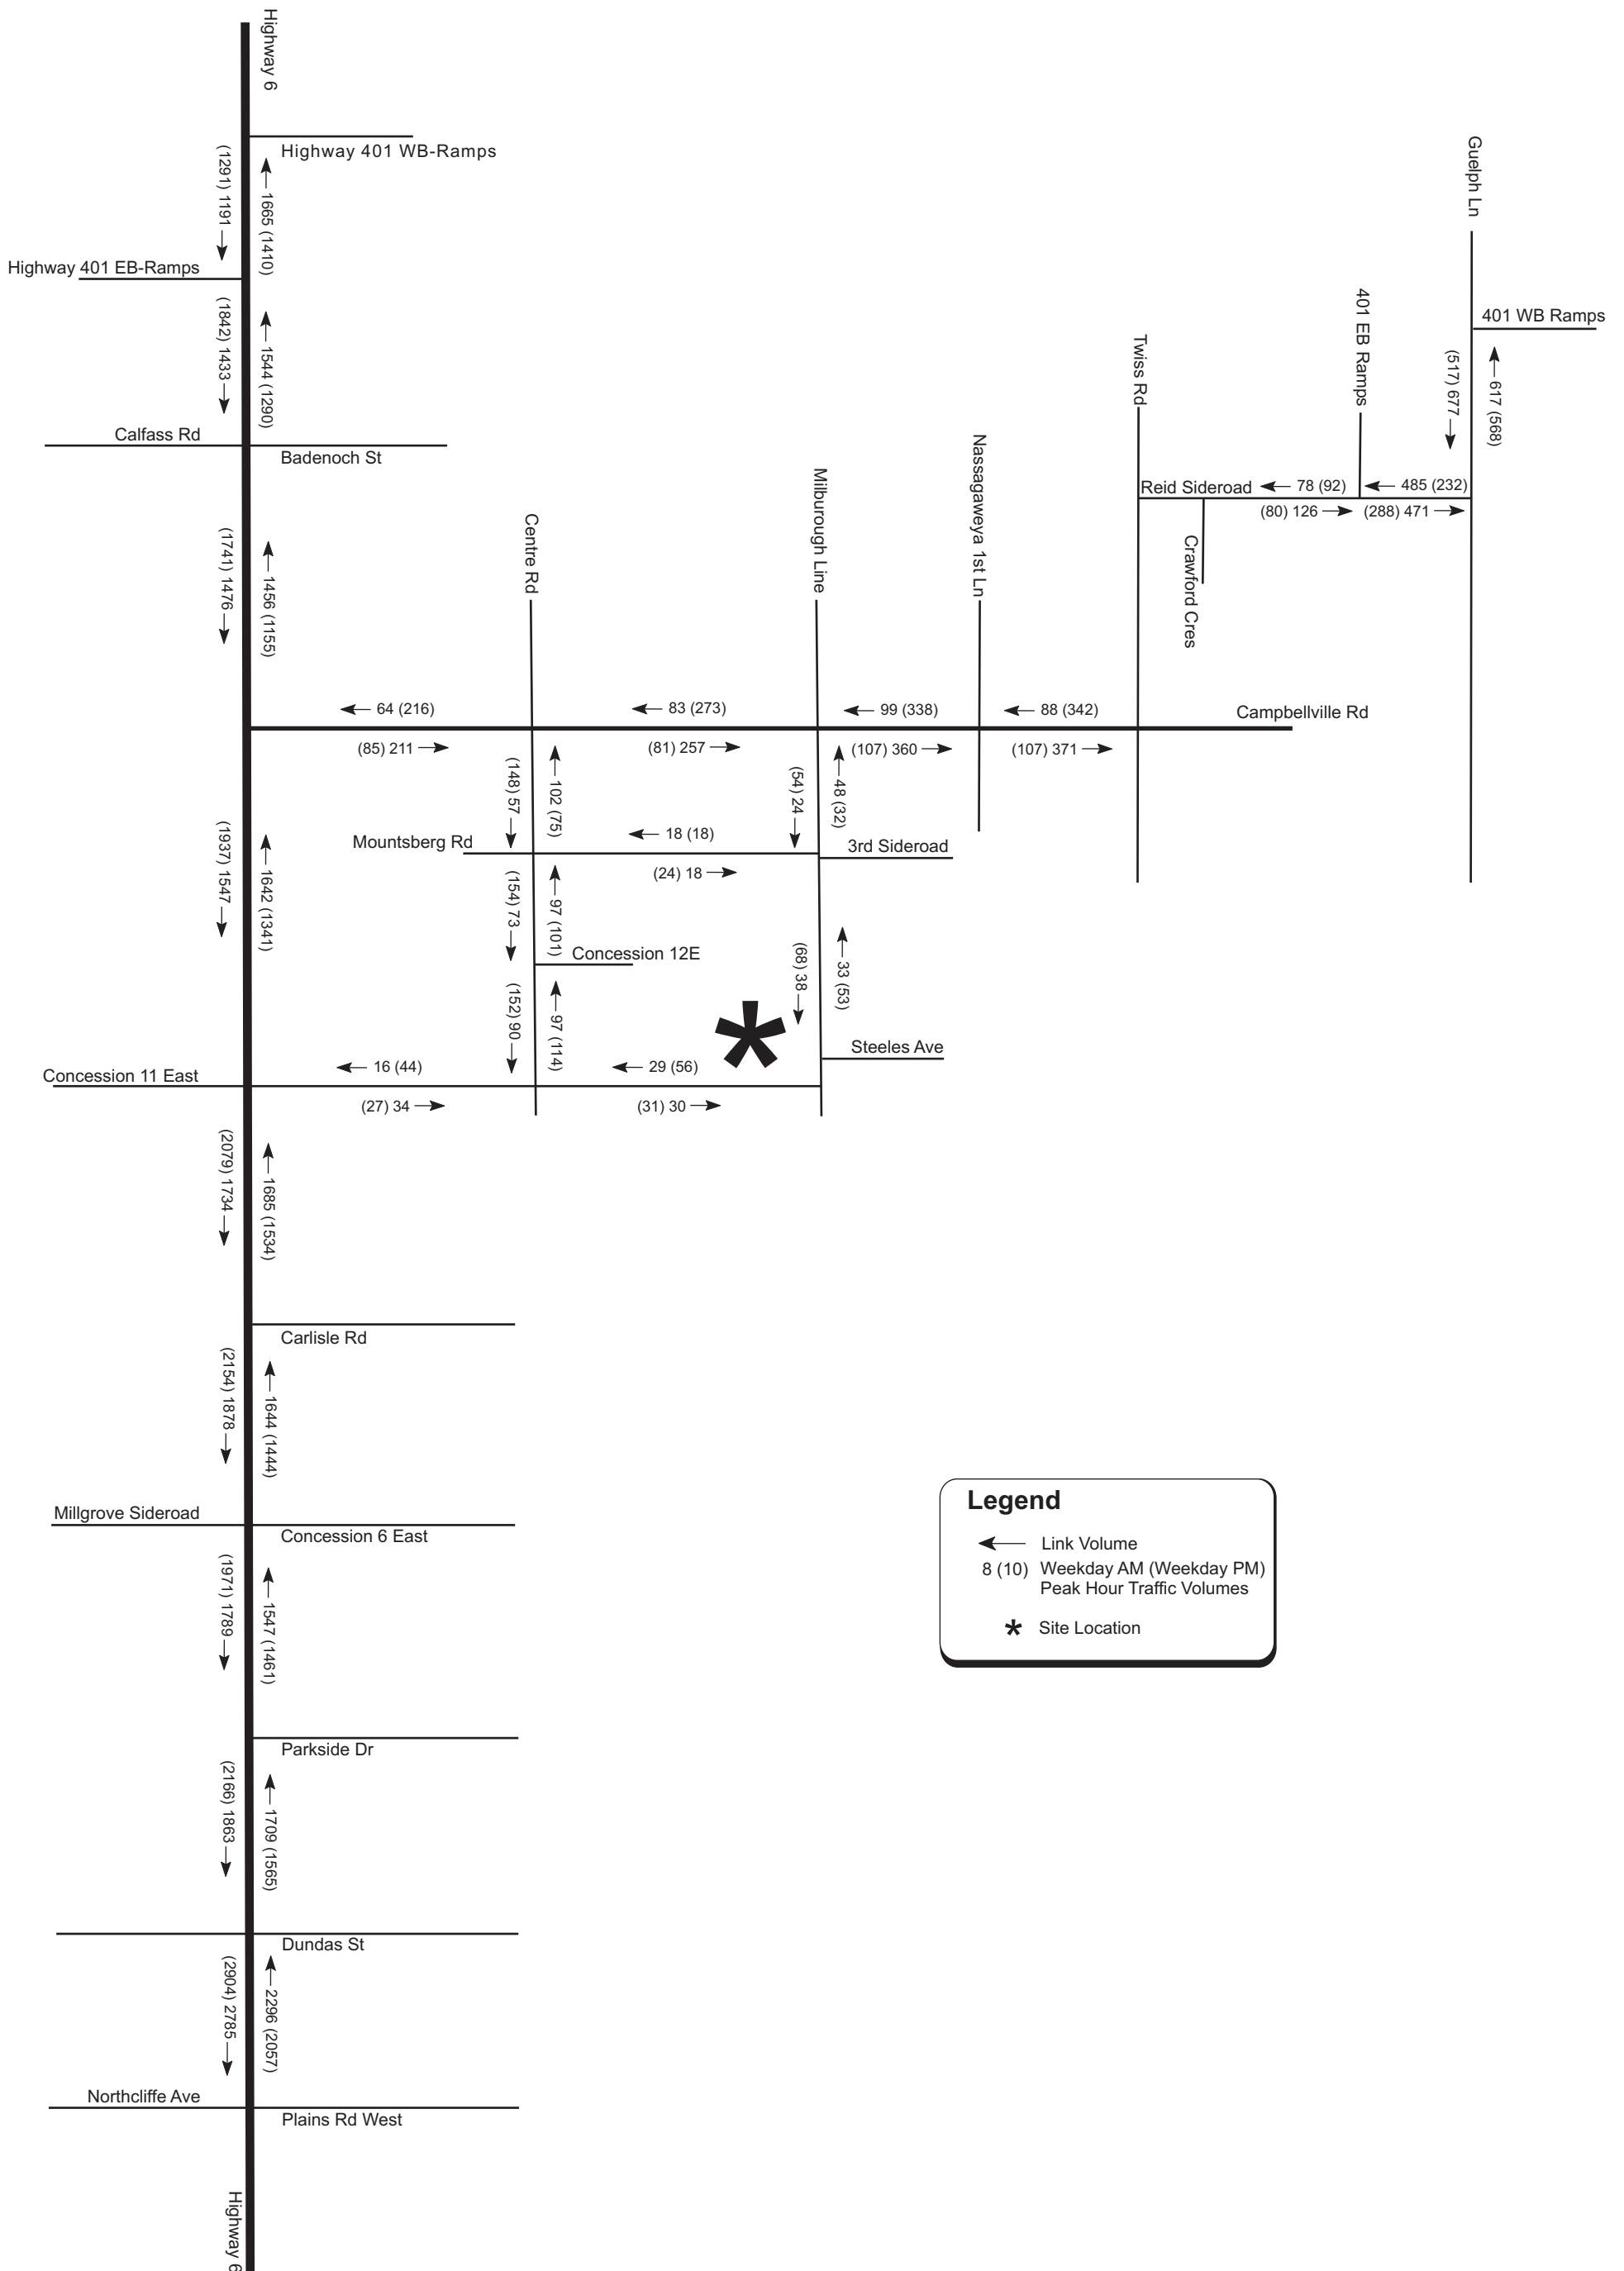 Highway 6
Highway 401 WB-Ramps
(1291) 1191
1665 (1410)
Highway 401 EB-Ramps
(1842) 1433
1544 (1290)
Calfass Rd
Badenoch St
(1741) 1476
1456 (1155)
Guelph Ln
401 WB Ramps
(517) 677
617 (568)
401 EB Ramps
Twiss Rd
Reid Sideroad
78 (92)
485 (232)
(80) 126
(288) 471
Crawford Cres
Nassagaweya 1st Ln
Milburough Line
Centre Rd
Campbellville Rd
64 (216)
83 (273)
99 (338)
88 (342)
(85) 211
(81) 257
(107) 360
(107) 371
(148) 57
102 (75)
(54) 24
48 (32)
Mountsberg Rd
18 (18)
3rd Sideroad
(24) 18
(1937) 1547
1642 (1341)
(154) 73
97 (101)
Concession 12E
(68) 38
33 (53)
(152) 90
97 (114)
*
Steeles Ave
Concession 11 East
16 (44)
29 (56)
(27) 34
(31) 30
(2079) 1734
1685 (1534)
Carlisle Rd
(2154) 1878
1644 (1444)
Millgrove Sideroad
Concession 6 East
(1971) 1789
1547 (1461)
Parkside Dr
(2166) 1863
1709 (1565)
Dundas St
(2904) 2785
2296 (2057)
Northcliffe Ave
Plains Rd West
Highway 6
Legend
Link Volume
8 (10) Weekday AM (Weekday PM)
Peak Hour Traffic Volumes
* Site Location